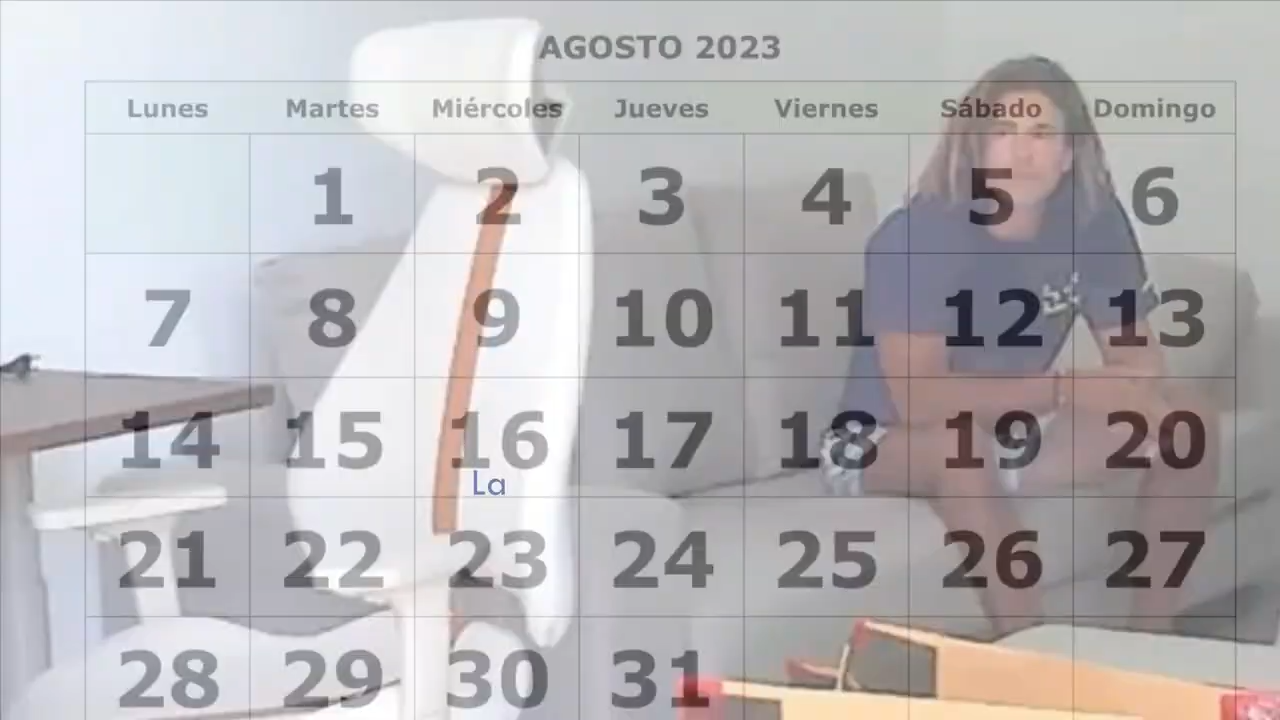 AGOSTO 2023
Lunes Martes Miércoles Jueves Viernes Sábado Domingo
1 2 3 4 5 6
7 8 9 10 11 12 13
14 15 16 17 18 19 20
La
21 22 23 24 25 26 27
28 29 30 31